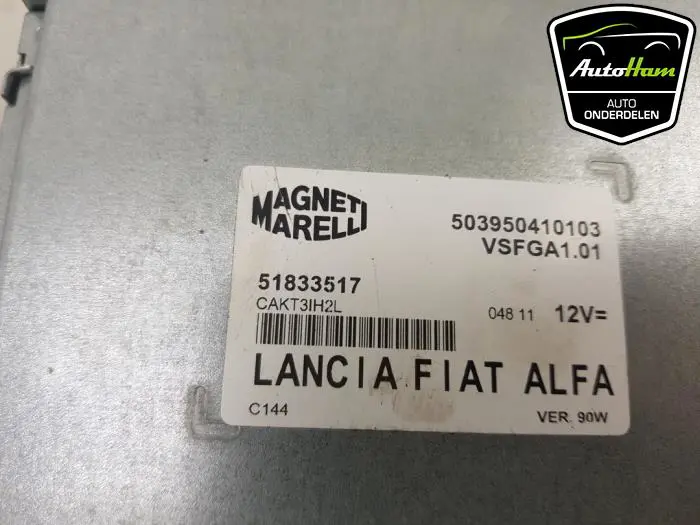 AutoHam
AUTO
ONDERDELEN
MAGNETI
MARELLI
503950410103
VSFGA1.01
51833517
CAKT3IH2L
048 11 12V=
LANCIA FIAT ALFA
C144
VER. 90W